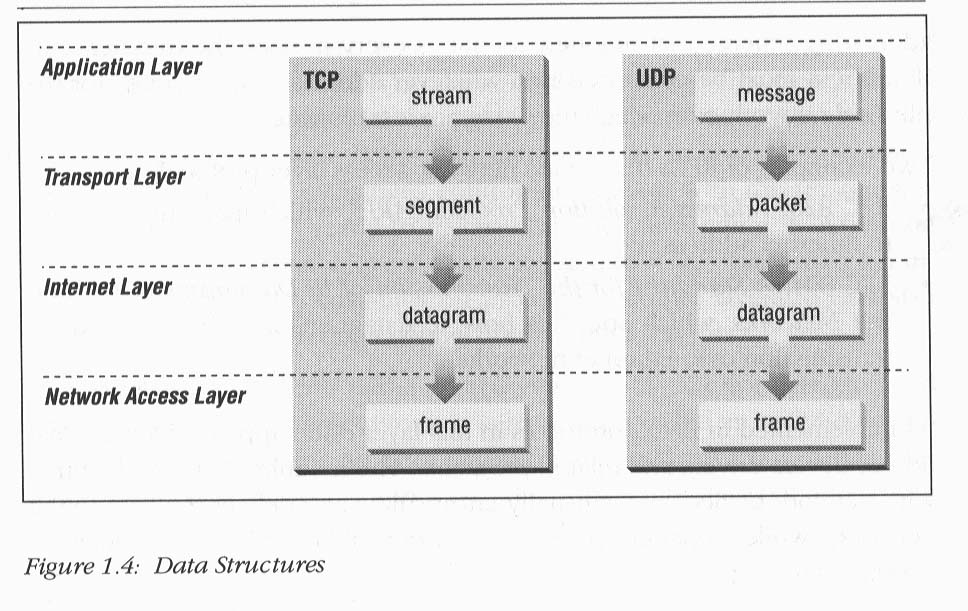 Application Layer
TCP
stream
UDP
message
Transport Layer
segment
packet
Internet Layer
datagram
datagram
Network Access Layer
frame
frame
Figure 1.4: Data Structures